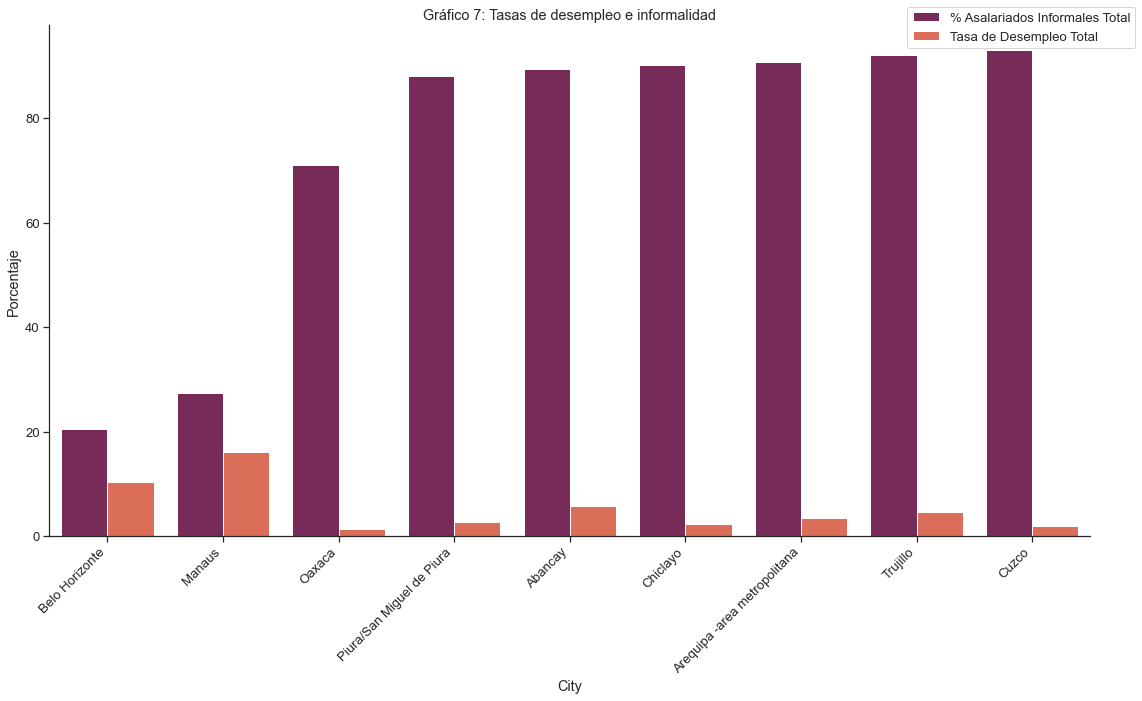 Gráfico 7: Tasas de desempleo e informalidad
% Asalariados Informales Total
Tasa de Desempleo Total
Porcentaje
80
60
40
20
0
Belo Horizonte
Manaus
Oaxaca
Piura/San Miguel de Piura
Abancay
Chiclayo
Arequipa -area metropolitana
Trujillo
Cuzco
City